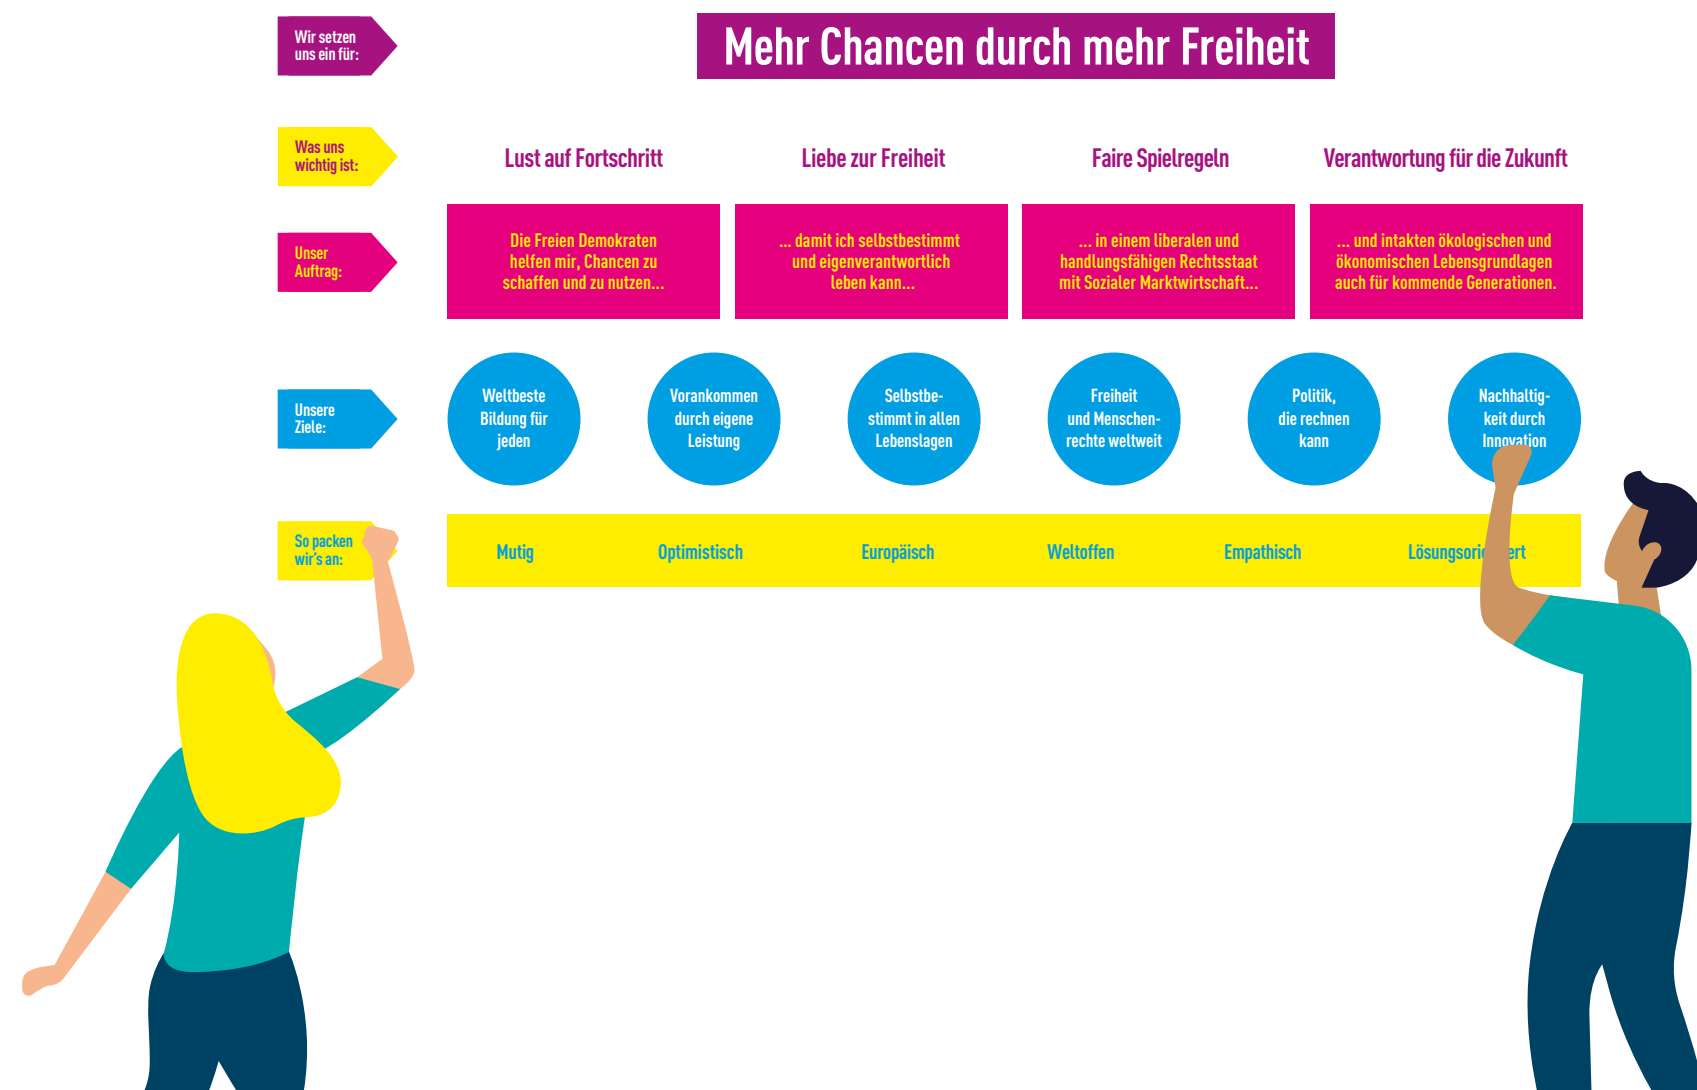 Wir setzen
uns ein für:
Mehr Chancen durch mehr Freiheit
Was uns
wichtig ist:
Lust auf Fortschritt
Liebe zur Freiheit
Faire Spielregeln
Verantwortung für die Zukunft
Unser
Auftrag:
Die Freien Demokraten
helfen mir, Chancen zu
schaffen und zu nutzen...
... damit ich selbstbestimmt
und eigenverantwortlich
leben kann...
... in einem liberalen und
handlungsfähigen Rechtsstaat
mit Sozialer Marktwirtschaft...
... und intakten ökologischen und
ökonomischen Lebensgrundlagen
auch für kommende Generationen.
Unsere
Ziele:
Weltbeste
Bildung für
jeden
Vorankommen
durch eigene
Leistung
Selbstbe-
stimmt in allen
Lebenslagen
Freiheit
und Menschen-
rechte weltweit
Politik,
die rechnen
kann
Nachhaltig-
keit durch
Innovation
So packen
wir's an:
Mutig
Optimistisch
Europäisch
Weltoffen
Empathisch
Lösungsorientiert